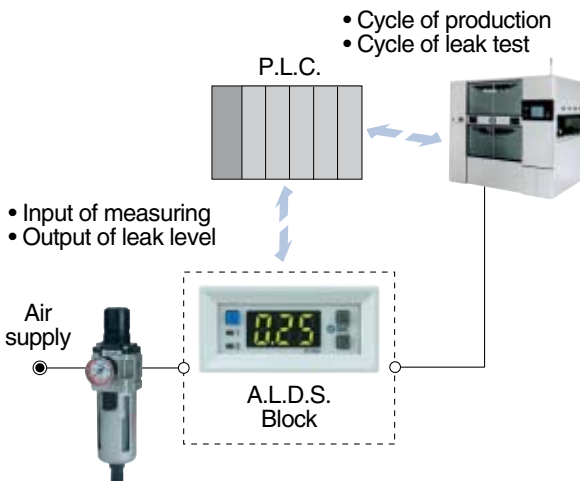 • Cycle of production
• Cycle of leak test
P.L.C.
• Input of measuring
• Output of leak level
Air
supply
0.25
A.L.D.S.
Block